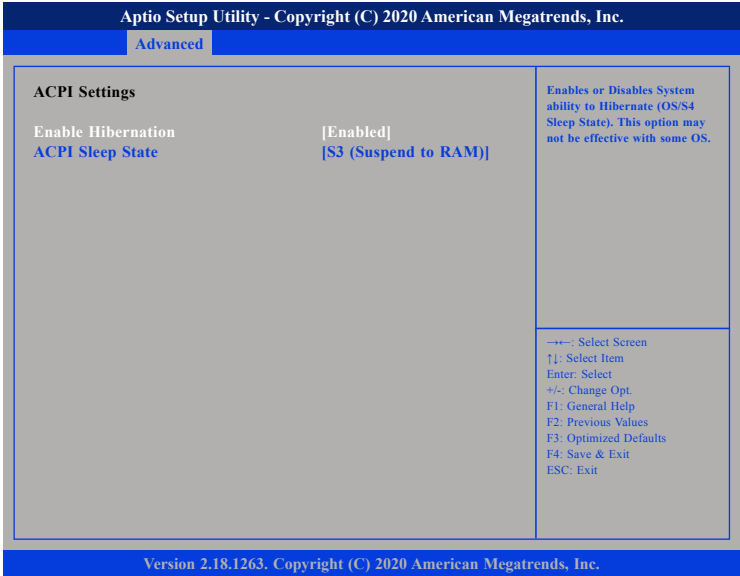 Aptio Setup Utility - Copyright (C) 2020 American Megatrends, Inc.
Advanced
ACPI Settings
Enable Hibernation [Enabled]
ACPI Sleep State [S3 (Suspend to RAM)]
Enables or Disables System
ability to Hibernate (OS/S4
Sleep State). This option may
not be effective with some OS.
→←: Select Screen
↑↓: Select Item
Enter: Select
+/-: Change Opt.
F1: General Help
F2: Previous Values
F3: Optimized Defaults
F4: Save & Exit
ESC: Exit
Version 2.18.1263. Copyright (C) 2020 American Megatrends, Inc.